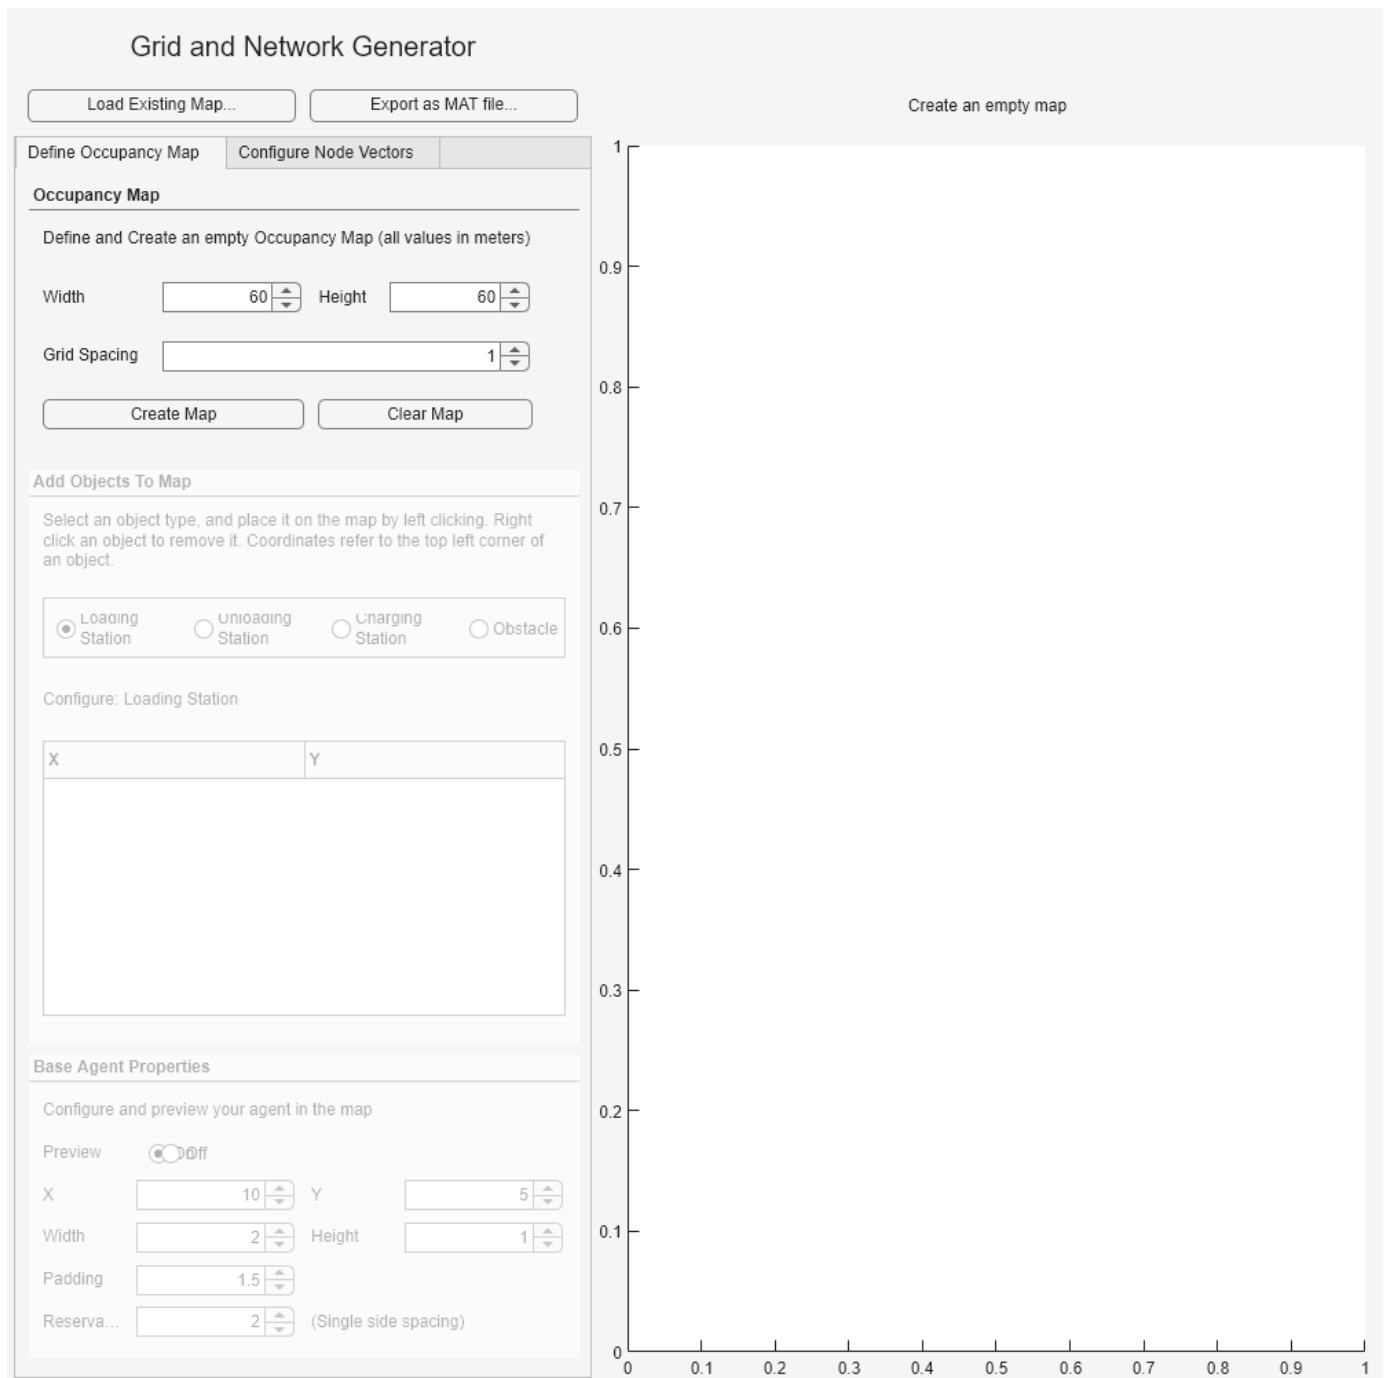 Grid and Network Generator
Load Existing Map...
Export as MAT file...
Define Occupancy Map
Configure Node Vectors
Occupancy Map
Define and Create an empty Occupancy Map (all values in meters)
Width 60 Height 60
Grid Spacing 1
Create Map
Clear Map
Add Objects To Map
Select an object type, and place it on the map by left clicking. Right
click an object to remove it. Coordinates refer to the top left corner of
an object.
Loading
Station
Unloading
Station
Charging
Station
Obstacle
Configure: Loading Station
X Y
Base Agent Properties
Configure and preview your agent in the map
Preview Off
X 10 Y 5
Width 2 Height 1
Padding 1.5
Reserva... 2 (Single side spacing)
Create an empty map
1
0.9
0.8
0.7
0.6
0.5
0.4
0.3
0.2
0.1
0
0 0.1 0.2 0.3 0.4 0.5 0.6 0.7 0.8 0.9 1